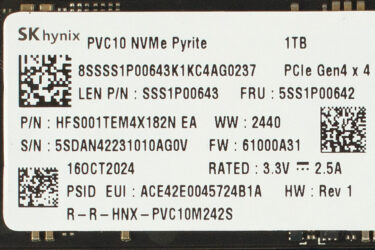 SK hynix PVC10 NVMe Pyrite 1TB
8SSSS1P00643K1KC4AG0237 PCIe Gen4 x 4
LEN P/N : SSS1P00643 FRU : 5SS1P00642
P/N : HFS001TEM4X182N EA WW : 2440
S/N : 5SDAN42231010AG0V FW : 61000A31
16OCT2024 RATED : 3.3V ⎓ 2.5A
PSID EUI : ACE42E0045724B1A HW : Rev 1
R-R-HNX-PVC10M242S